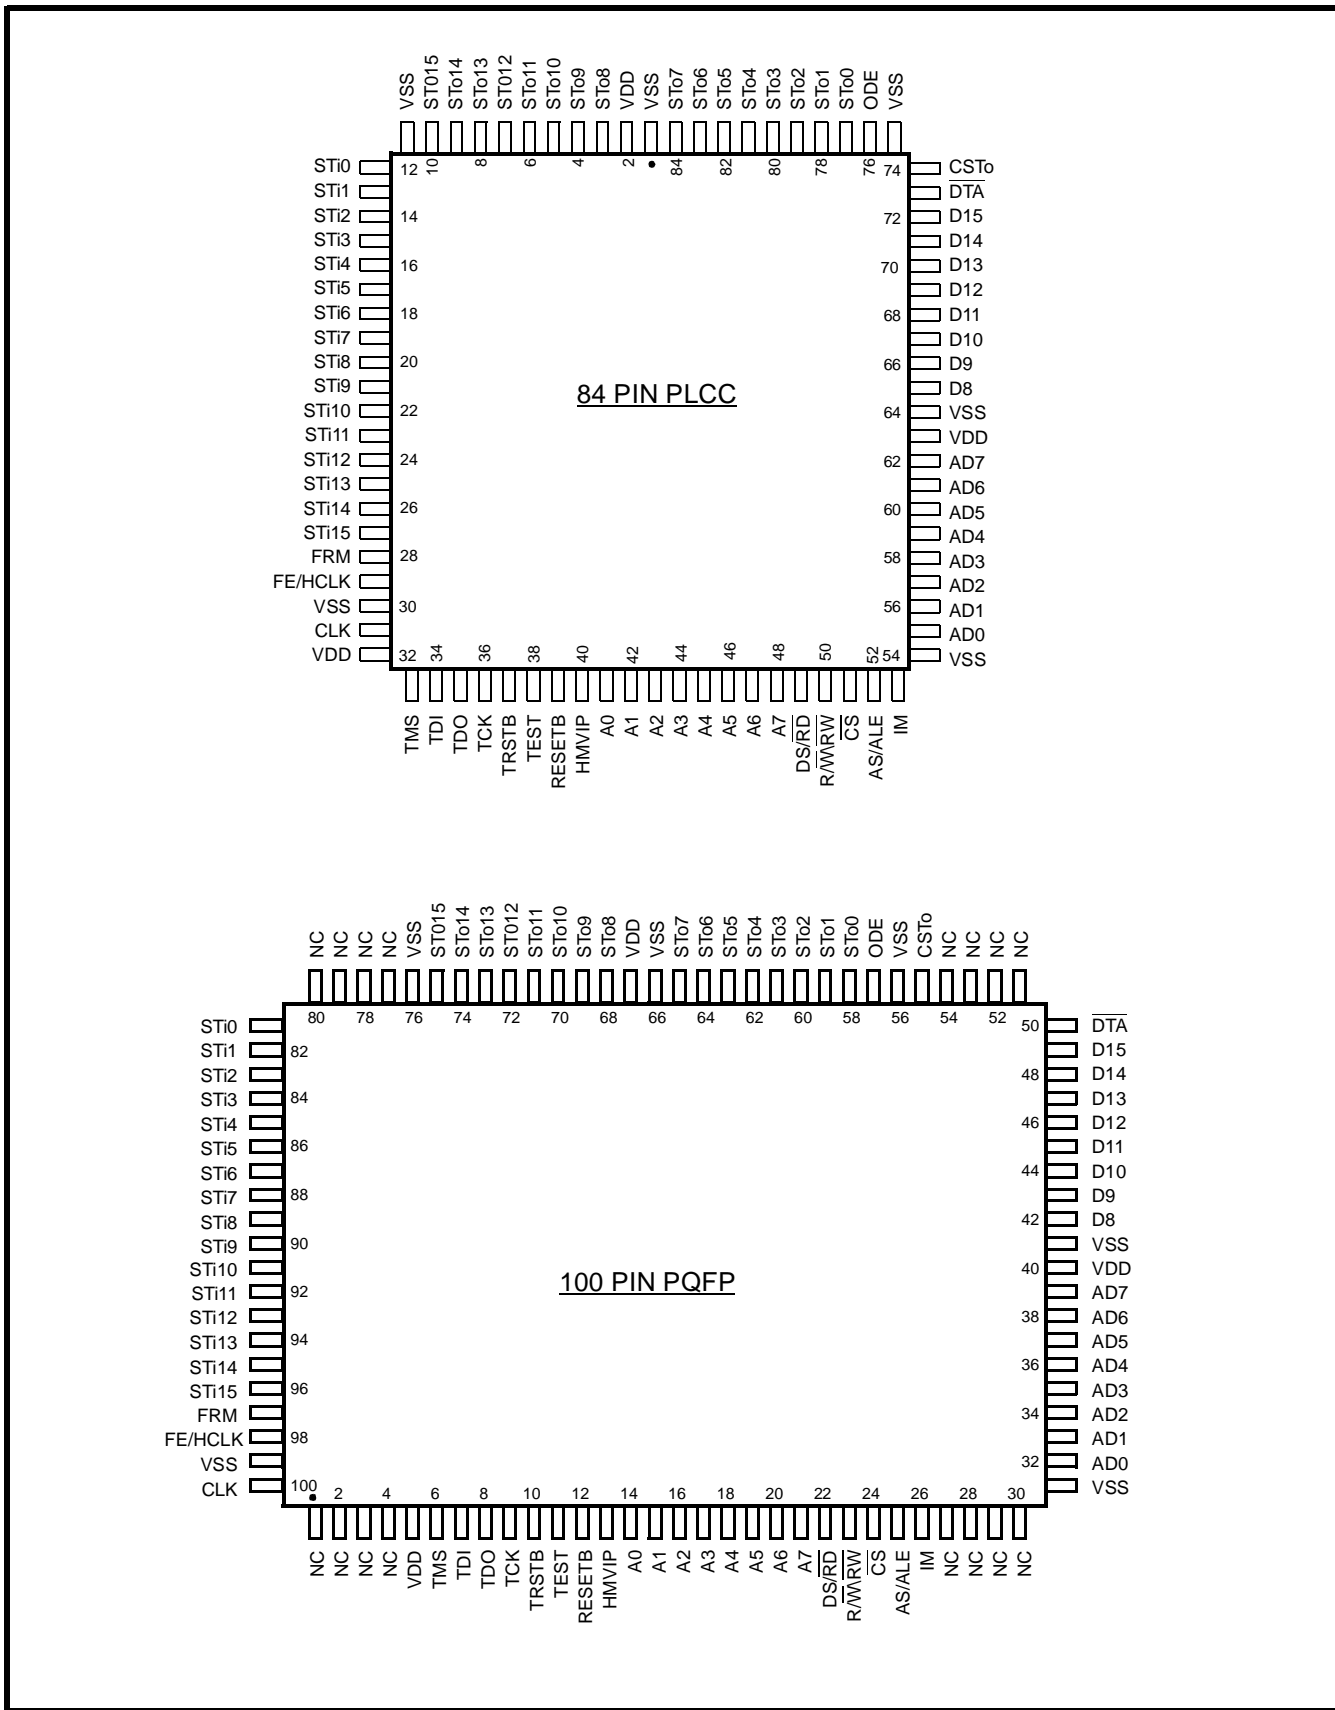 VSS ST015 STo14 STo13 ST012 STo11 STo10 STo9 STo8 VDD VSS STo7 STo6 STo5 STo4 STo3 STo2 STo1 STo0 ODE VSS
12 10 8 6 4 2 84 82 80 78 76 74
STi0 CSTo
STi1 DTA
STi2 14 72 D15
STi3 D14
STi4 16 70 D13
STi5 D12
STi6 18 68 D11
STi7 D10
STi8 20 66 D9
STi9 D8
84 PIN PLCC
STi10 22 64 VSS
STi11 VDD
STi12 24 62 AD7
STi13 AD6
STi14 26 60 AD5
STi15 AD4
FRM 28 58 AD3
FE/HCLK AD2
VSS 30 56 AD1
CLK AD0
VDD 32 34 36 38 40 42 44 46 48 50 52 54 VSS
TMS TDI TDO TCK TRSTB TEST RESETB HMVIP A0 A1 A2 A3 A4 A5 A6 A7 DS/RD R/W\RW CS AS/ALE IM
NC NC NC NC VSS ST015 STo14 STo13 ST012 STo11 STo10 STo9 STo8 VDD VSS STo7 STo6 STo5 STo4 STo3 STo2 STo1 STo0 ODE VSS CSTo NC NC NC NC
80 78 76 74 72 70 68 66 64 62 60 58 56 54 52
STi0 50 DTA
STi1 82 D15
STi2 48 D14
STi3 84 D13
STi4 46 D12
STi5 86 D11
STi6 44 D10
STi7 88 D9
STi8 42 D8
STi9 90 VSS
STi10 40 VDD
100 PIN PQFP
STi11 92 AD7
STi12 38 AD6
STi13 94 AD5
STi14 36 AD4
STi15 96 AD3
FRM 34 AD2
FE/HCLK 98 AD1
VSS 32 AD0
CLK 100 VSS
2 4 6 8 10 12 14 16 18 20 22 24 26 28 30
NC NC NC NC VDD TMS TDI TDO TCK TRSTB TEST RESETB HMVIP A0 A1 A2 A3 A4 A5 A6 A7 DS/RD R/W\RW CS AS/ALE IM NC NC NC NC